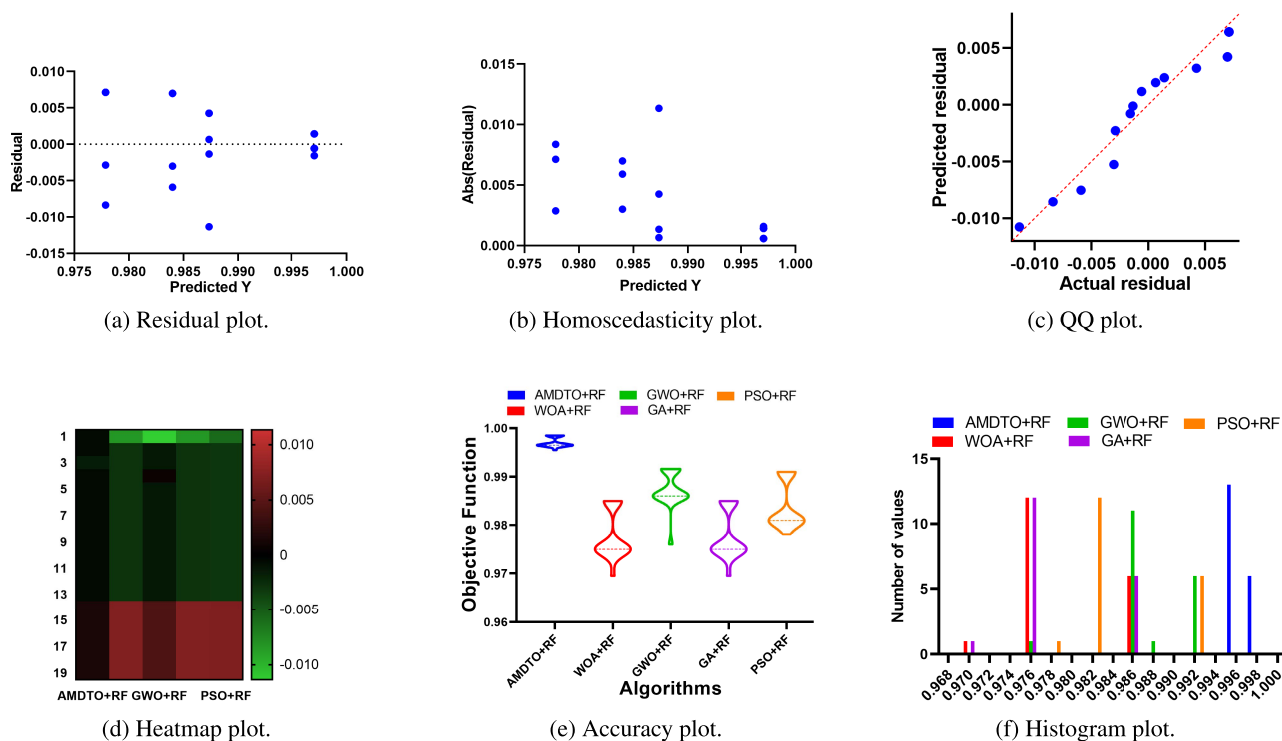 0.010
0.005
0.000
-0.005
-0.010
-0.015
0.975 0.980 0.985 0.990 0.995 1.000
Residual
Predicted Y
(a) Residual plot.
0.015
0.010
0.005
0.000
0.975 0.980 0.985 0.990 0.995 1.000
Abs(Residual)
Predicted Y
(b) Homoscedasticity plot.
0.005
0.000
-0.005
-0.010
-0.010 -0.005 0.000 0.005
Predicted residual
Actual residual
(c) QQ plot.
1
3
5
7
9
11
13
15
17
19
AMDTO+RF GWO+RF PSO+RF
0.010
0.005
0
-0.005
-0.010
(d) Heatmap plot.
AMDTO+RF GWO+RF PSO+RF
WOA+RF GA+RF
1.00
0.99
0.98
0.97
0.96
Objective Function
AMDTO+RF WOA+RF GWO+RF GA+RF PSO+RF
Algorithms
(e) Accuracy plot.
AMDTO+RF GWO+RF PSO+RF
WOA+RF GA+RF
15
10
5
0
Number of values
0.968 0.970 0.972 0.974 0.976 0.978 0.980 0.982 0.984 0.986 0.988 0.990 0.992 0.994 0.996 0.998 1.000
(f) Histogram plot.